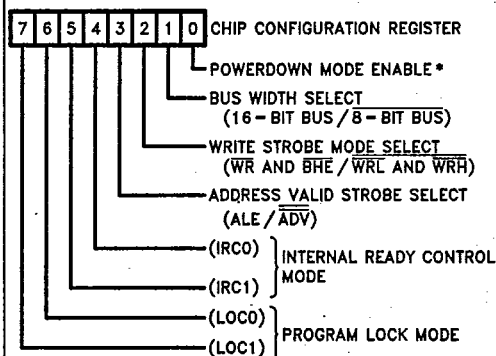 7 6 5 4 3 2 1 0 CHIP CONFIGURATION REGISTER
POWERDOWN MODE ENABLE*
BUS WIDTH SELECT
(16-BIT BUS/8-BIT BUS)
WRITE STROBE MODE SELECT
(WR AND BHE/WRL AND WRH)
ADDRESS VALID STROBE SELECT
(ALE/ADV)
(IRC0)
INTERNAL READY CONTROL
MODE
(IRC1)
(LOC0)
PROGRAM LOCK MODE
(LOC1)